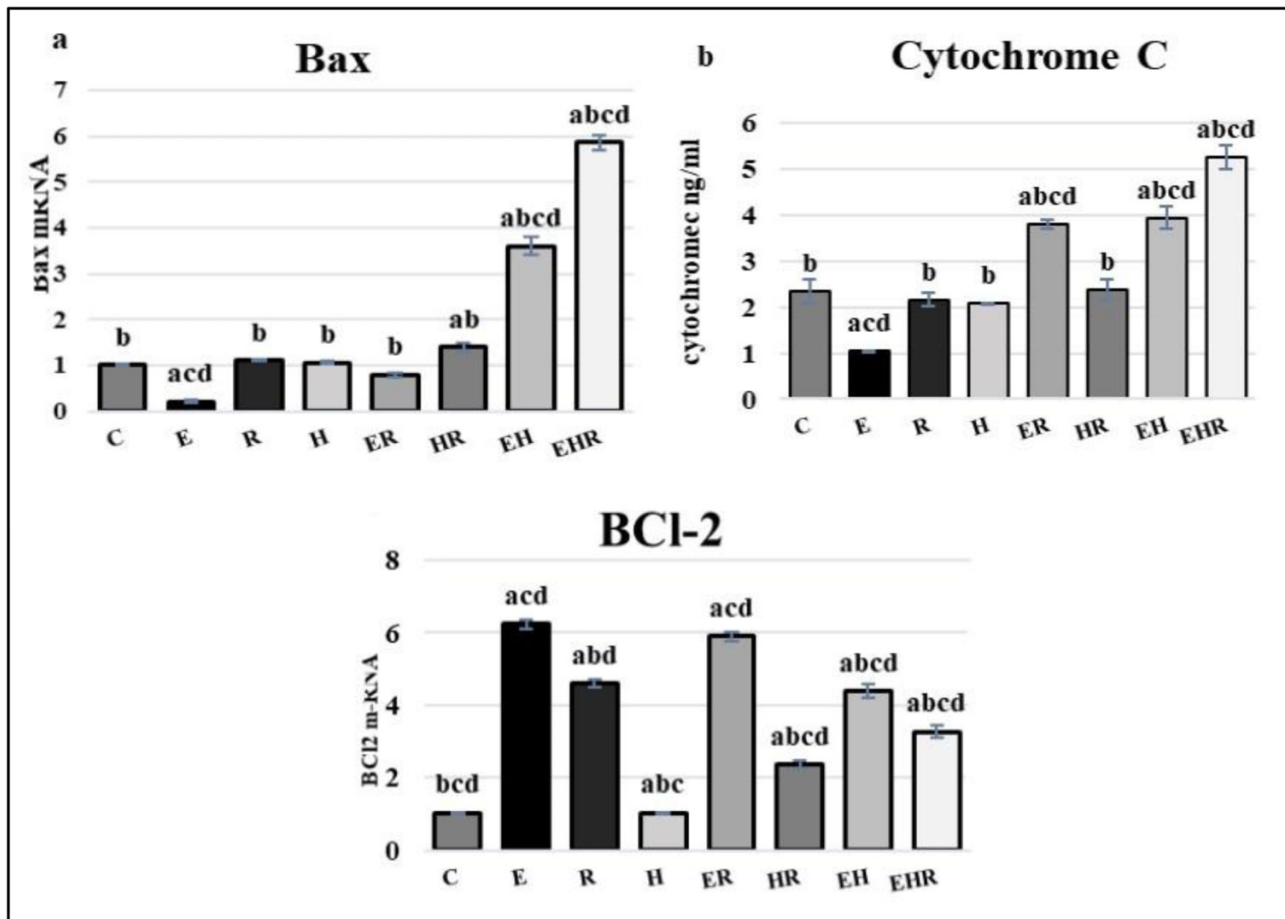 a
Bax
Bax mRNA
7
6
5
4
3
2
1
0
b
acd
b
b
b
ab
abcd
abcd
C E R H ER HR EH EHR
b
Cytochrome C
cytochromec ng/ml
6
5
4
3
2
1
0
b
acd
b
b
abcd
b
abcd
abcd
C E R H ER HR EH EHR
BCl-2
BCl2 m-RNA
8
6
4
2
0
bcd
acd
abd
abc
acd
abcd
abcd
abcd
C E R H ER HR EH EHR